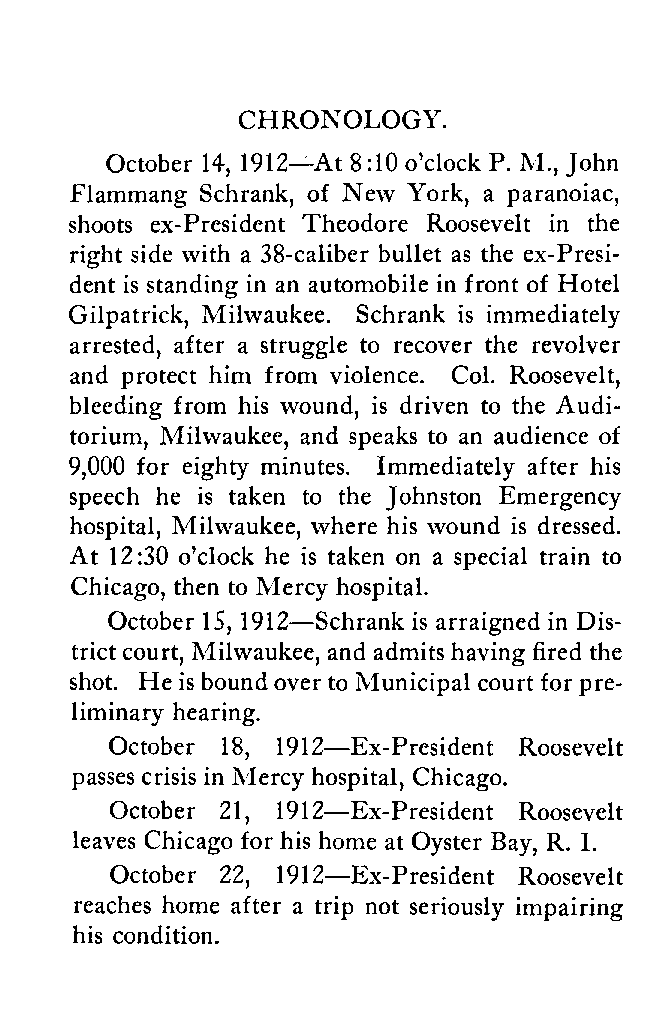 CHRONOLOGY.
October 14, 1912—At 8:10 o'clock P. M., John
Flammang Schrank, of New York, a paranoiac,
shoots ex-President Theodore Roosevelt in the
right side with a 38-caliber bullet as the ex-Presi-
dent is standing in an automobile in front of Hotel
Gilpatrick, Milwaukee. Schrank is immediately
arrested, after a struggle to recover the revolver
and protect him from violence. Col. Roosevelt,
bleeding from his wound, is driven to the Audi-
torium, Milwaukee, and speaks to an audience of
9,000 for eighty minutes. Immediately after his
speech he is taken to the Johnston Emergency
hospital, Milwaukee, where his wound is dressed.
At 12:30 o'clock he is taken on a special train to
Chicago, then to Mercy hospital.
October 15, 1912—Schrank is arraigned in Dis-
trict court, Milwaukee, and admits having fired the
shot. He is bound over to Municipal court for pre-
liminary hearing.
October 18, 1912—Ex-President Roosevelt
passes crisis in Mercy hospital, Chicago.
October 21, 1912—Ex-President Roosevelt
leaves Chicago for his home at Oyster Bay, R. I.
October 22, 1912—Ex-President Roosevelt
reaches home after a trip not seriously impairing
his condition.